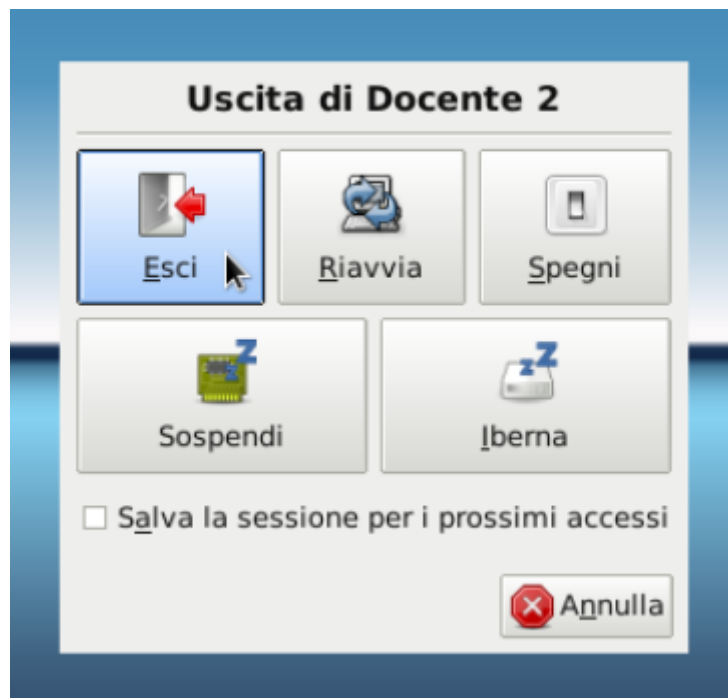 Uscita di Docente 2
Esci Riavvia Spegni
Sospendi Iberna
Salva la sessione per i prossimi accessi
Annulla